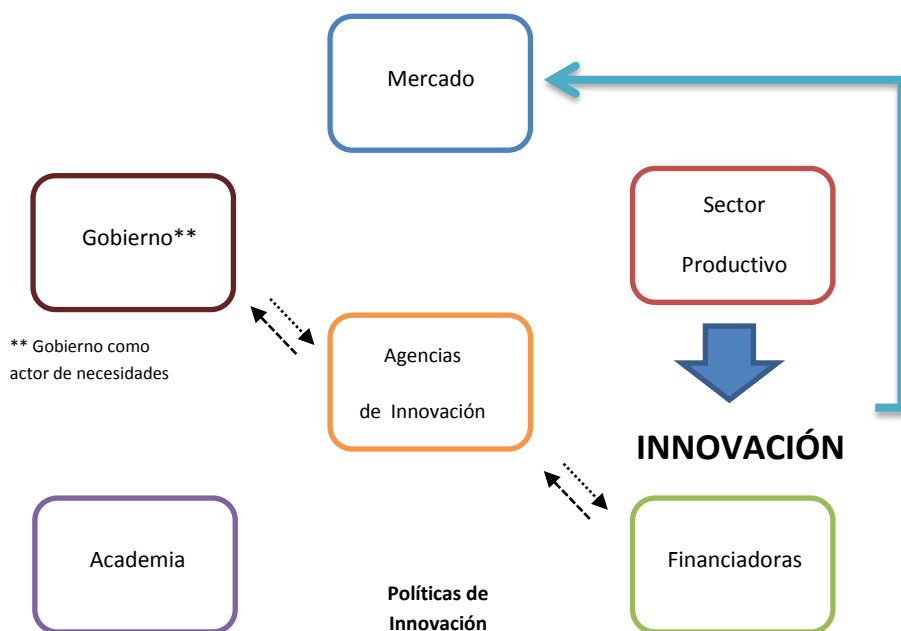 Mercado
Gobierno**
Sector
Productivo
** Gobierno como
actor de necesidades
Agencias
de Innovación
INNOVACIÓN
Academia
Financiadoras
Políticas de
Innovación